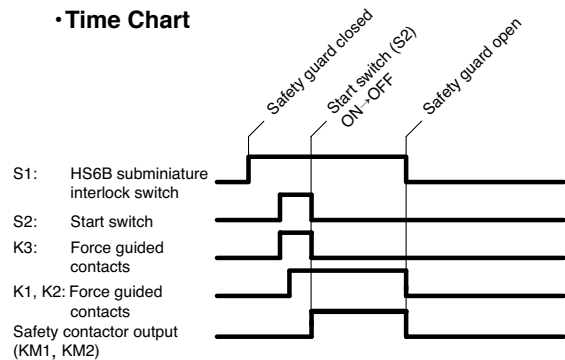 ·Time Chart
Safety guard closed
Start switch (S2)
ON→OFF
Safety guard open
S1: HS6B subminiature
interlock switch
S2: Start switch
K3: Force guided
contacts
K1, K2: Force guided
contacts
Safety contactor output
(KM1, KM2)